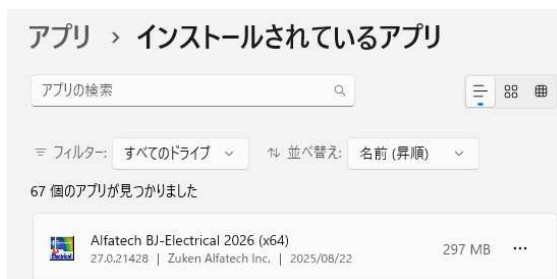 アプリ › インストールされているアプリ
アプリの検索
フィルター: すべてのドライブ 並べ替え: 名前 (昇順)
67 個のアプリが見つかりました
Alfatech BJ-Electrical 2026 (x64)
27.0.21428 | Zuken Alfatech Inc. | 2025/08/22 297 MB